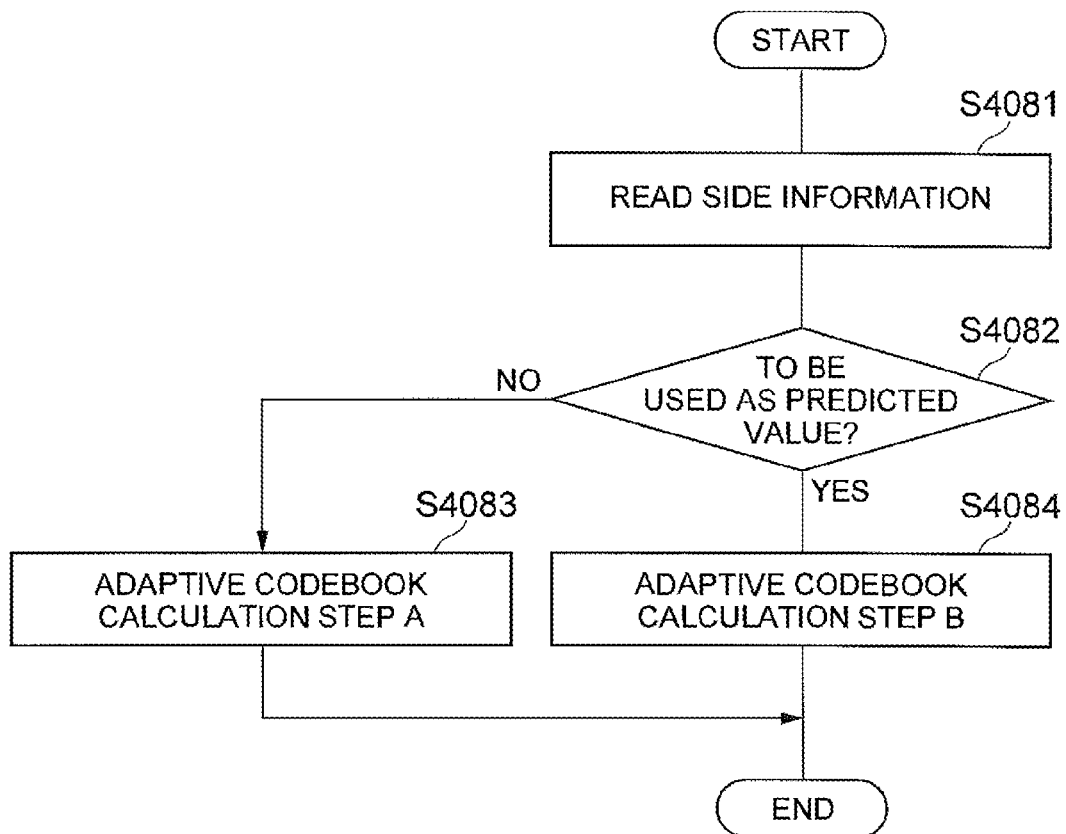 START
S4081
READ SIDE INFORMATION
S4082
TO BE
USED AS PREDICTED
VALUE?
NO
YES
S4083
ADAPTIVE CODEBOOK
CALCULATION STEP A
S4084
ADAPTIVE CODEBOOK
CALCULATION STEP B
END